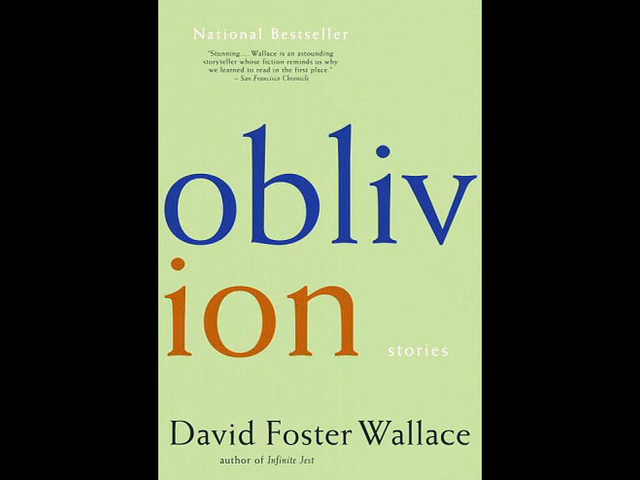 National Bestseller
"Stunning.... Wallace is an astounding
storyteller whose fiction reminds us why
we learned to read in the first place."
– San Francisco Chronicle
obliv
ion
stories
David Foster Wallace
author of Infinite Jest